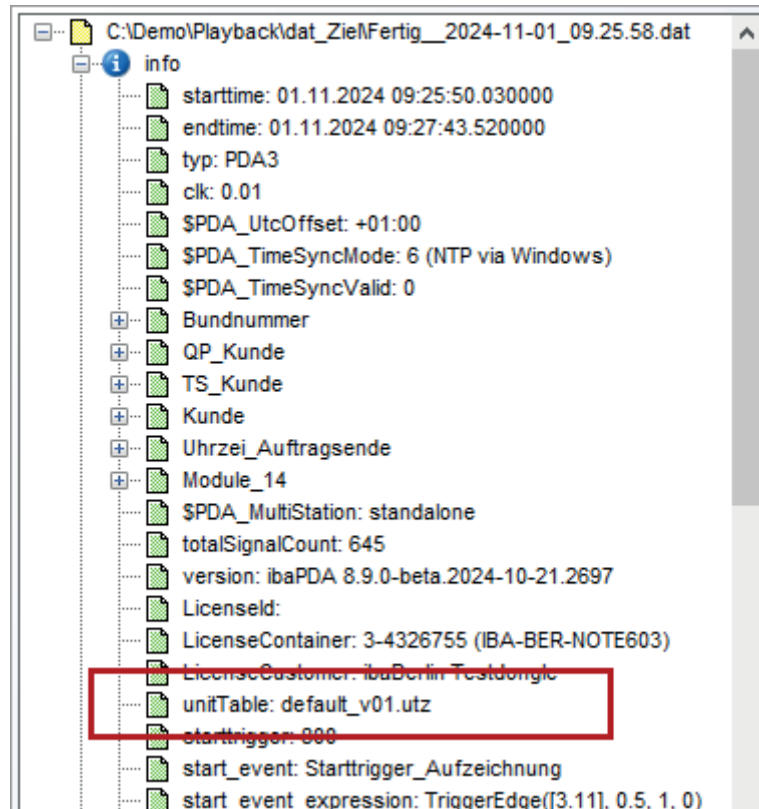 C:\Demo\Playback\dat_Ziel\Fertig__2024-11-01_09.25.58.dat
info
starttime: 01.11.2024 09:25:50.030000
endtime: 01.11.2024 09:27:43.520000
typ: PDA3
clk: 0.01
$PDA_UtcOffset: +01:00
$PDA_TimeSyncMode: 6 (NTP via Windows)
$PDA_TimeSyncValid: 0
Bundnummer
QP_Kunde
TS_Kunde
Kunde
Uhrzei_Auftragsende
Module_14
$PDA_MultiStation: standalone
totalSignalCount: 645
version: ibaPDA 8.9.0-beta.2024-10-21.2697
LicenseId:
LicenseContainer: 3-4326755 (IBA-BER-NOTE603)
LicenseCustomer: ibaBerlin Testdongle
unitTable: default_v01.utz
starttrigger: 800
start_event: Starttrigger_Aufzeichnung
start_event_expression: TriggerEdge([3.11], 0.5, 1, 0)